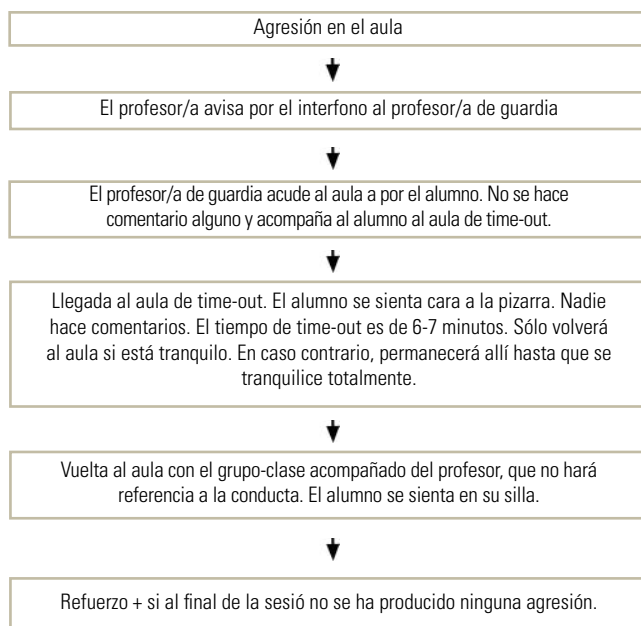 Agresión en el aula
El profesor/a avisa por el interfono al profesor/a de guardia
El profesor/a de guardia acude al aula a por el alumno. No se hace
comentario alguno y acompaña al alumno al aula de time-out.
Llegada al aula de time-out. El alumno se sienta cara a la pizarra. Nadie
hace comentarios. El tiempo de time-out es de 6-7 minutos. Sólo volverá
al aula si está tranquilo. En caso contrario, permanecerá allí hasta que se
tranquilice totalmente.
Vuelta al aula con el grupo-clase acompañado del profesor, que no hará
referencia a la conducta. El alumno se sienta en su silla.
Refuerzo + si al final de la sesió no se ha producido ninguna agresión.